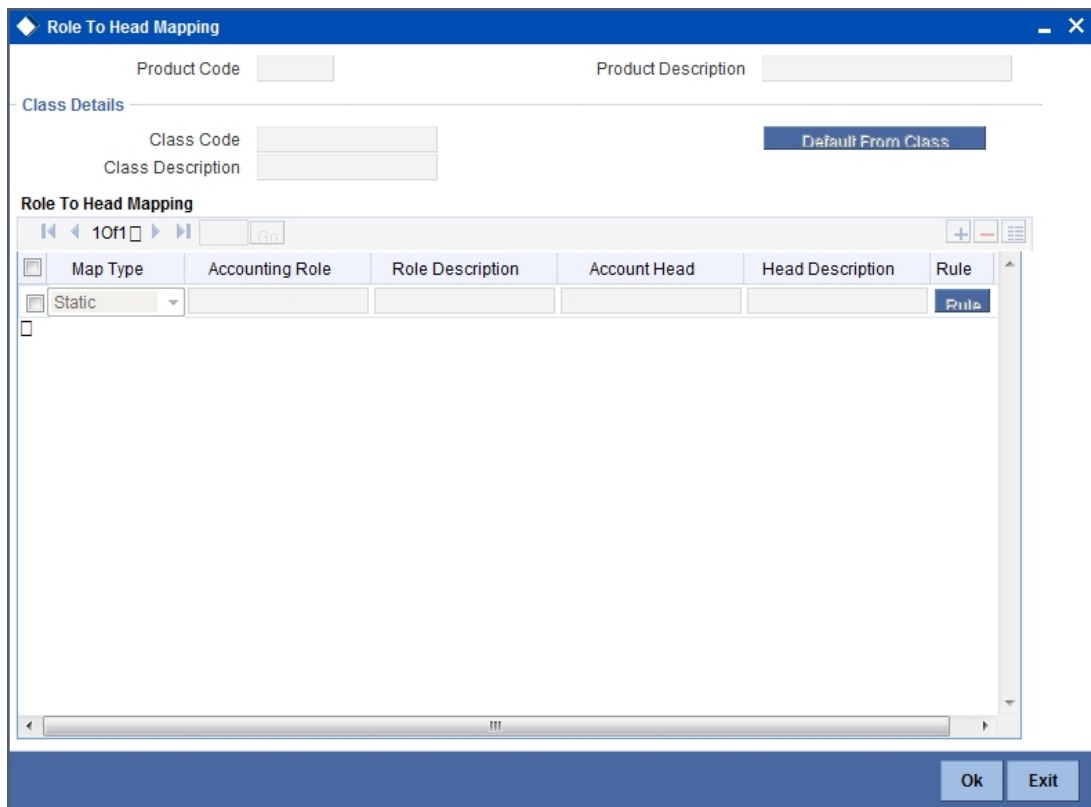 Role To Head Mapping
Product Code
Product Description
Class Details
Class Code
Default From Class
Class Description
Role To Head Mapping
1Of1
Go
Map Type Accounting Role Role Description Account Head Head Description Rule
Static
Rule
Ok Exit